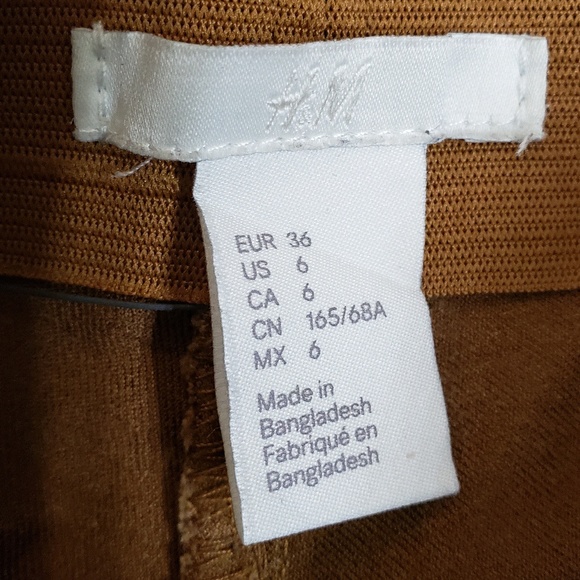 H&M
EUR 36
US 6
CA 6
CN 165/68A
MX 6
Made in
Bangladesh
Fabriqué en
Bangladesh